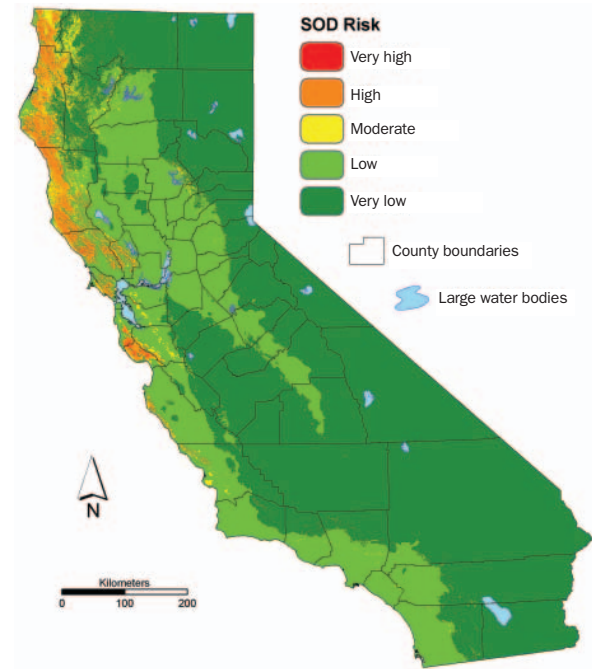 SOD Risk
Very high
High
Moderate
Low
Very low
County boundaries
Large water bodies
N
Kilometers
0 100 200